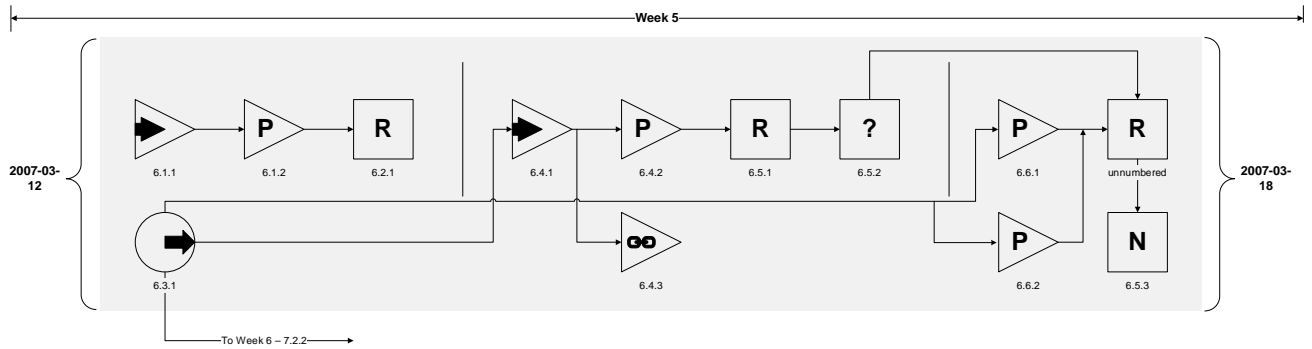 Week 5
2007-03-
12
P
R
P
R
?
P
R
6.1.1
6.1.2
6.2.1
6.4.1
6.4.2
6.5.1
6.5.2
6.6.1
unnumbered
2007-03-
18
P
N
6.3.1
6.4.3
6.6.2
6.5.3
To Week 6 – 7.2.2